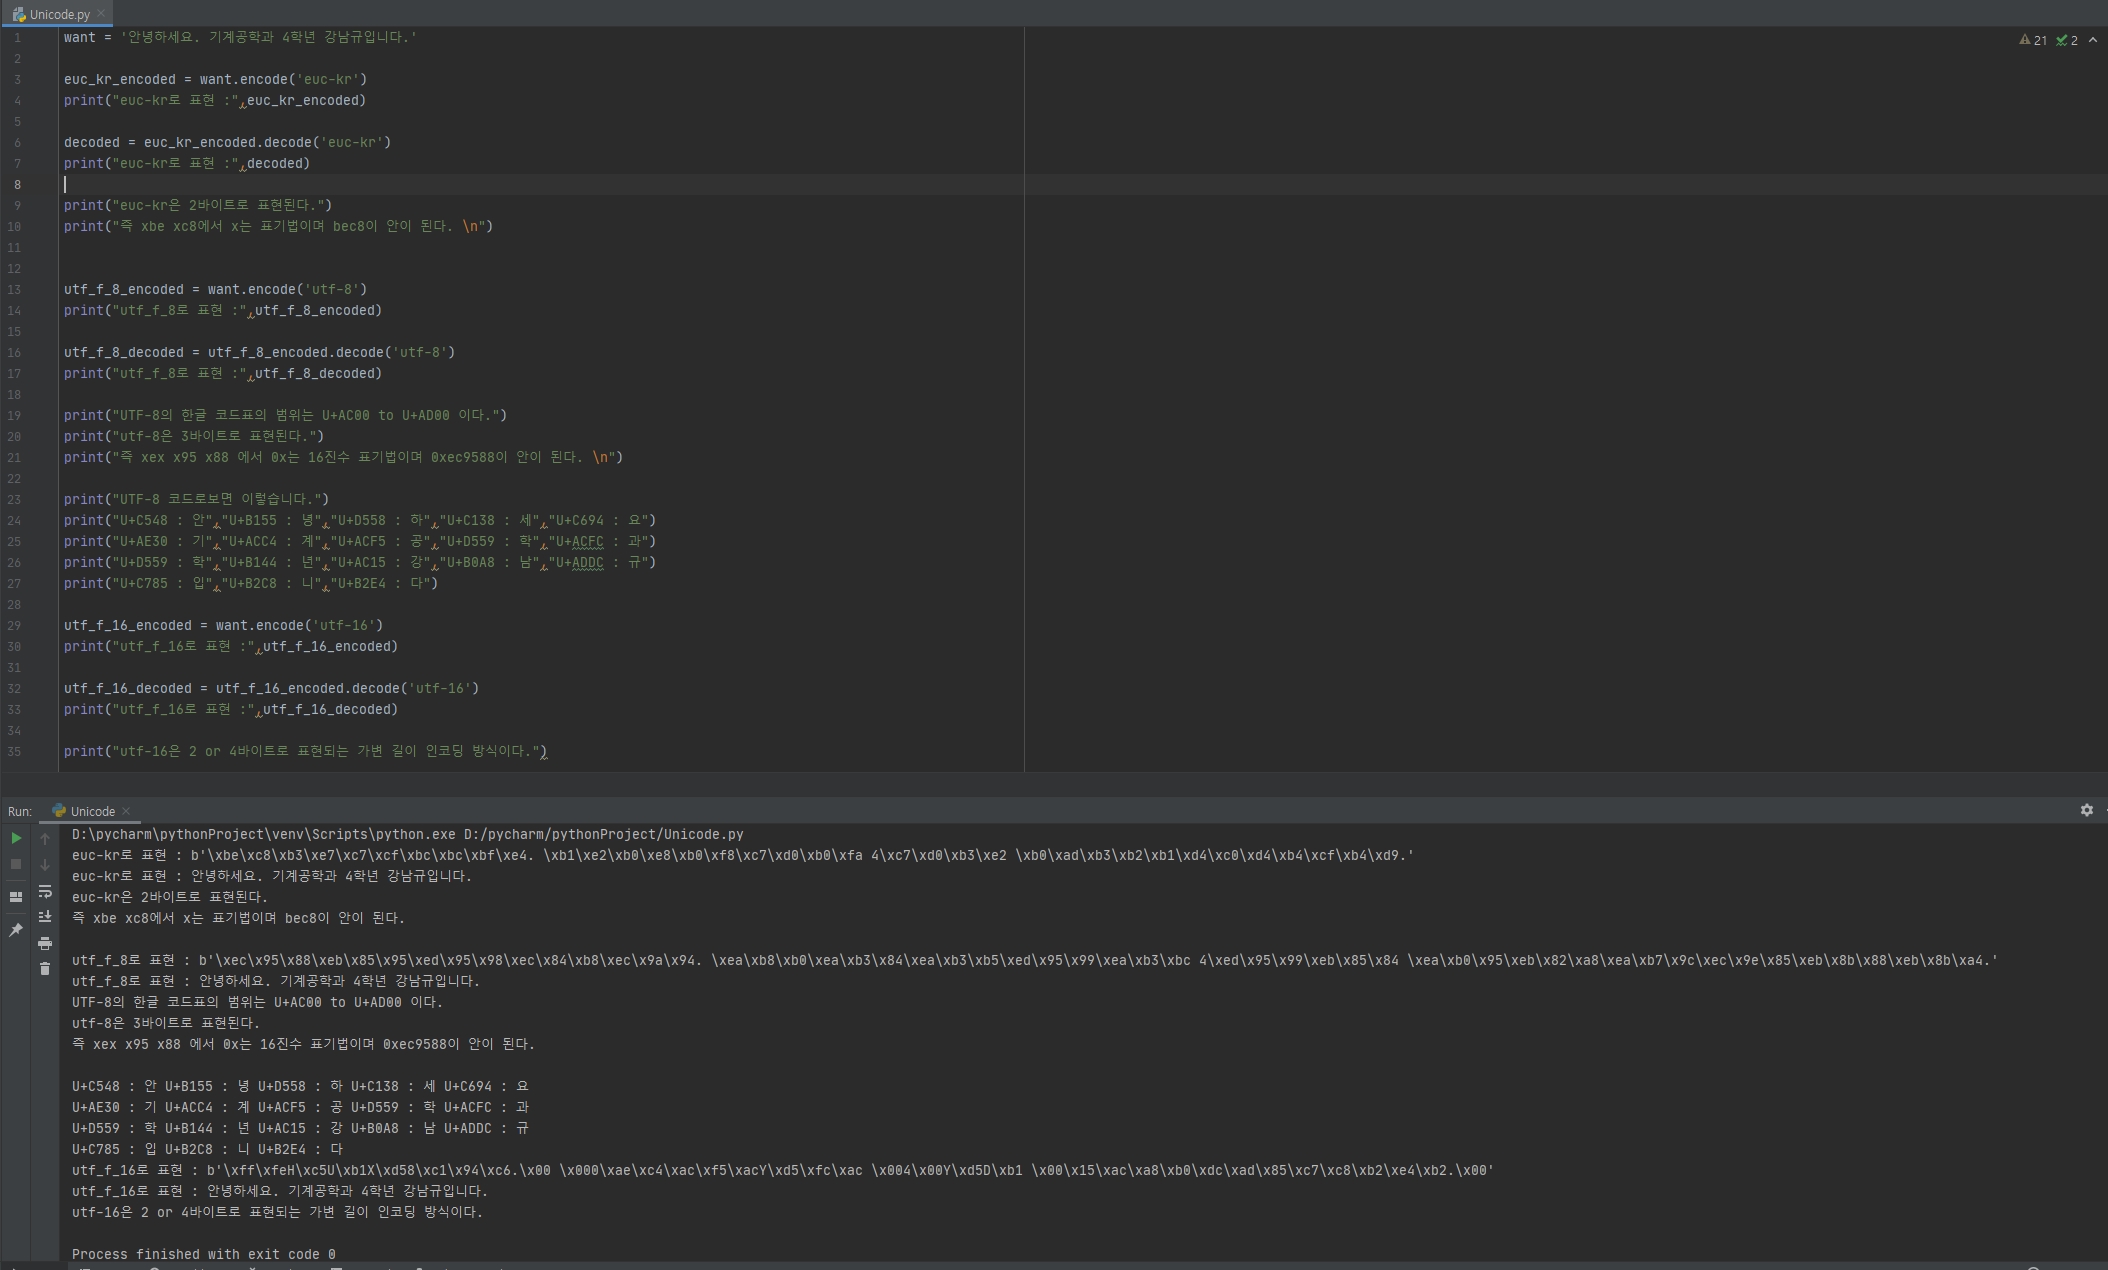 Unicode.py
21 2
1 want = '안녕하세요. 기계공학과 4학년 강남규입니다.'
2
3 euc_kr_encoded = want.encode('euc-kr')
4 print("euc-kr로 표현 :",euc_kr_encoded)
5
6 decoded = euc_kr_encoded.decode('euc-kr')
7 print("euc-kr로 표현 :",decoded)
8
9 print("euc-kr은 2바이트로 표현된다.")
10 print("즉 xbe xc8에서 x는 표기법이며 bec8이 안이 된다. \n")
11
12
13 utf_f_8_encoded = want.encode('utf-8')
14 print("utf_f_8로 표현 :",utf_f_8_encoded)
15
16 utf_f_8_decoded = utf_f_8_encoded.decode('utf-8')
17 print("utf_f_8로 표현 :",utf_f_8_decoded)
18
19 print("UTF-8의 한글 코드표의 범위는 U+AC00 to U+AD00 이다.")
20 print("utf-8은 3바이트로 표현된다.")
21 print("즉 xex x95 x88 에서 0x는 16진수 표기법이며 0xec9588이 안이 된다. \n")
22
23 print("UTF-8 코드로보면 이렇습니다.")
24 print("U+C548 : 안","U+B155 : 녕","U+D558 : 하","U+C138 : 세","U+C694 : 요")
25 print("U+AE30 : 기","U+ACC4 : 계","U+ACF5 : 공","U+D559 : 학","U+ACFC : 과")
26 print("U+D559 : 학","U+B144 : 년","U+AC15 : 강","U+B0A8 : 남","U+ADDC : 규")
27 print("U+C785 : 입","U+B2C8 : 니","U+B2E4 : 다")
28
29 utf_f_16_encoded = want.encode('utf-16')
30 print("utf_f_16로 표현 :",utf_f_16_encoded)
31
32 utf_f_16_decoded = utf_f_16_encoded.decode('utf-16')
33 print("utf_f_16로 표현 :",utf_f_16_decoded)
34
35 print("utf-16은 2 or 4바이트로 표현되는 가변 길이 인코딩 방식이다.")
Run: Unicode
D:\pycharm\pythonProject\venv\Scripts\python.exe D:/pycharm/pythonProject/Unicode.py
euc-kr로 표현 : b'\xbe\xc8\xb3\xe7\xc7\xcf\xbc\xbc\xbf\xe4. \xb1\xe2\xb0\xe8\xb0\xf8\xc7\xd0\xb0\xfa 4\xc7\xd0\xb3\xe2 \xb0\xad\xb3\xb2\xb1\xd4\xc0\xd4\xb4\xcf\xb4\xd9.'
euc-kr로 표현 : 안녕하세요. 기계공학과 4학년 강남규입니다.
euc-kr은 2바이트로 표현된다.
즉 xbe xc8에서 x는 표기법이며 bec8이 안이 된다.
utf_f_8로 표현 : b'\xec\x95\x88\xeb\x85\x95\xed\x95\x98\xec\x84\xb8\xec\x9a\x94. \xea\xb8\xb0\xea\xb3\x84\xea\xb3\xb5\xed\x95\x99\xea\xb3\xbc 4\xed\x95\x99\xeb\x85\x84 \xea\xb0\x95\xeb\x82\xa8\xea\xb7\x9c\xec\x9e\x85\xeb\x8b\x88\xeb\x8b\xa4.'
utf_f_8로 표현 : 안녕하세요. 기계공학과 4학년 강남규입니다.
UTF-8의 한글 코드표의 범위는 U+AC00 to U+AD00 이다.
utf-8은 3바이트로 표현된다.
즉 xex x95 x88 에서 0x는 16진수 표기법이며 0xec9588이 안이 된다.
U+C548 : 안 U+B155 : 녕 U+D558 : 하 U+C138 : 세 U+C694 : 요
U+AE30 : 기 U+ACC4 : 계 U+ACF5 : 공 U+D559 : 학 U+ACFC : 과
U+D559 : 학 U+B144 : 년 U+AC15 : 강 U+B0A8 : 남 U+ADDC : 규
U+C785 : 입 U+B2C8 : 니 U+B2E4 : 다
utf_f_16로 표현 : b'\xff\xfeH\xc5U\xb1X\xd58\xc1\x94\xc6.\x00 \x000\xae\xc4\xac\xf5\xacY\xd5\xfc\xac \x004\x00Y\xd5D\xb1 \x00\x15\xac\xa8\xb0\xdc\xad\x85\xc7\xc8\xb2\xe4\xb2.\x00'
utf_f_16로 표현 : 안녕하세요. 기계공학과 4학년 강남규입니다.
utf-16은 2 or 4바이트로 표현되는 가변 길이 인코딩 방식이다.
Process finished with exit code 0